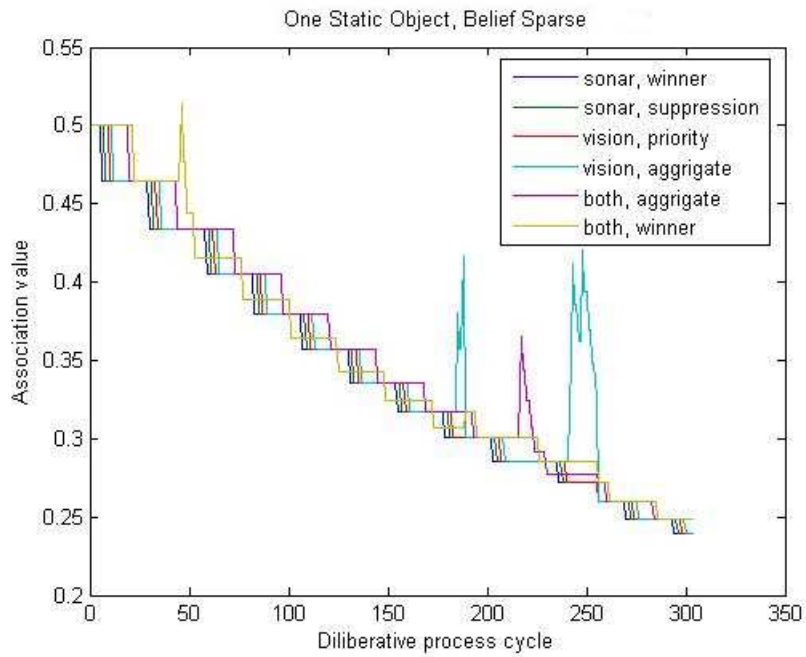 One Static Object, Belief Sparse
0.55
0.5
0.45
0.4
0.35
0.3
0.25
0.2
Association value
sonar, winner
sonar, suppression
vision, priority
vision, aggrigate
both, aggrigate
both, winner
0 50 100 150 200 250 300 350
Diliberative process cycle